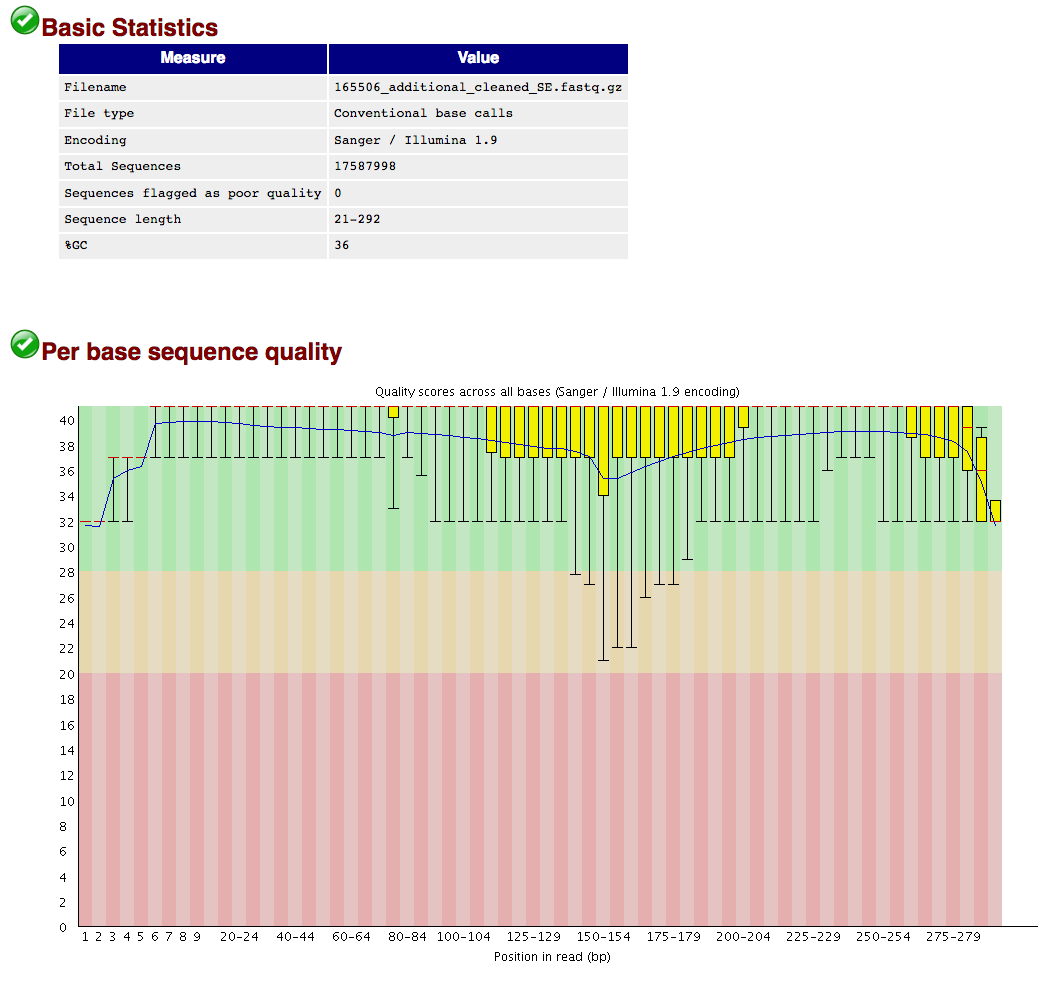 Basic Statistics
Measure Value
Filename 165506_additional_cleaned_SE.fastq.gz
File type Conventional base calls
Encoding Sanger / Illumina 1.9
Total Sequences 17587998
Sequences flagged as poor quality 0
Sequence length 21-292
%GC 36
Per base sequence quality
Quality scores across all bases (Sanger / Illumina 1.9 encoding)
40
38
36
34
32
30
28
26
24
22
20
18
16
14
12
10
8
6
4
2
0
1 2 3 4 5 6 7 8 9 20-24 40-44 60-64 80-84 100-104 125-129 150-154 175-179 200-204 225-229 250-254 275-279
Position in read (bp)